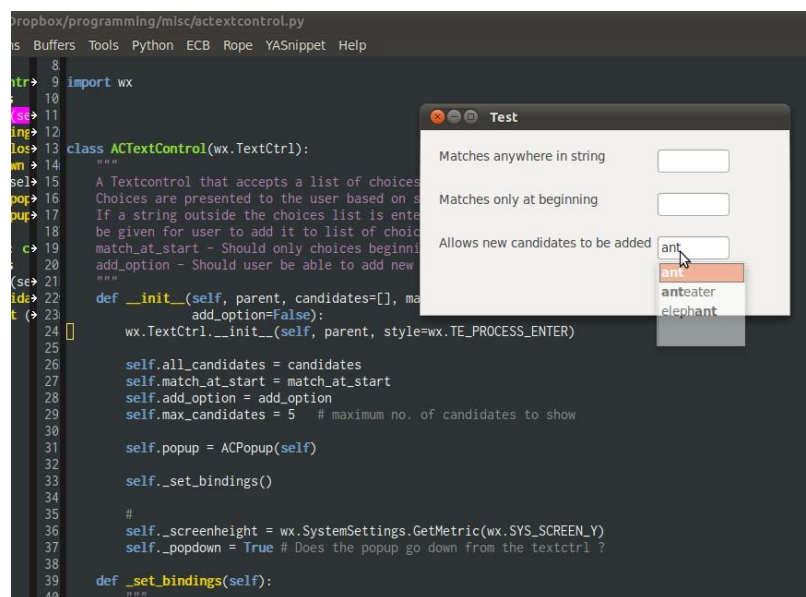 Dropbox/programming/misc/actextcontrol.py
Buffers Tools Python ECB Rope YASnippet Help
8
9 import wx
10
11
12
13 class ACTextControl(wx.TextCtrl):
14 """
15 A Textcontrol that accepts a list of choices
16 Choices are presented to the user based on s
17 If a string outside the choices list is ente
18 be given for user to add it to list of choic
19 match_at_start - Should only choices beginni
20 add_option - Should user be able to add new
21 """
22 def __init__(self, parent, candidates=[], ma
23 add_option=False):
24 wx.TextCtrl.__init__(self, parent, style=wx.TE_PROCESS_ENTER)
25
26 self.all_candidates = candidates
27 self.match_at_start = match_at_start
28 self.add_option = add_option
29 self.max_candidates = 5 # maximum no. of candidates to show
30
31 self.popup = ACPopup(self)
32
33 self._set_bindings()
34
35 #
36 self._screenheight = wx.SystemSettings.GetMetric(wx.SYS_SCREEN_Y)
37 self._popdown = True # Does the popup go down from the textctrl ?
38
39 def _set_bindings(self):
40 """
Test
Matches anywhere in string
Matches only at beginning
Allows new candidates to be added ant
ant
anteater
elephant